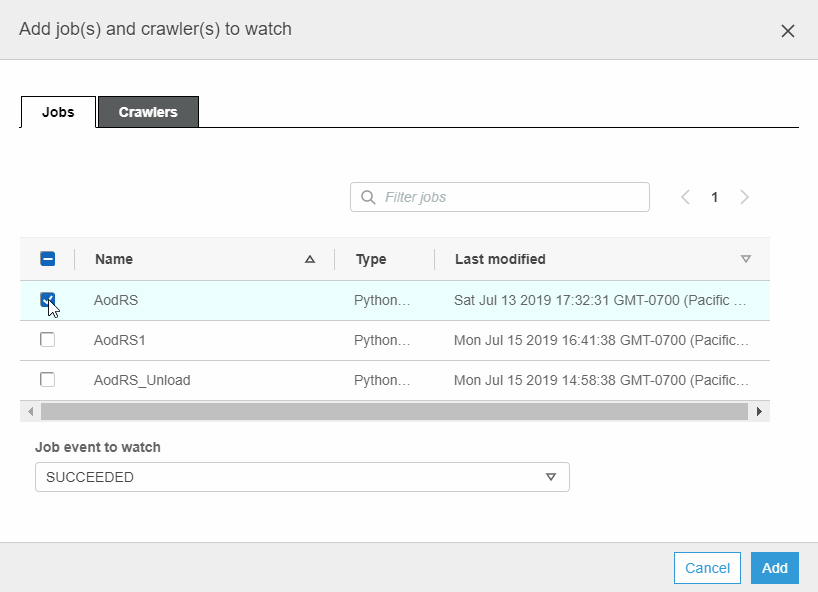 Add job(s) and crawler(s) to watch
Jobs Crawlers
Filter jobs 1
Name Type Last modified
AodRS Python... Sat Jul 13 2019 17:32:31 GMT-0700 (Pacific ...
AodRS1 Python... Mon Jul 15 2019 16:41:38 GMT-0700 (Pacific...
AodRS_Unload Python... Mon Jul 15 2019 14:58:38 GMT-0700 (Pacific...
Job event to watch
SUCCEEDED
Cancel Add